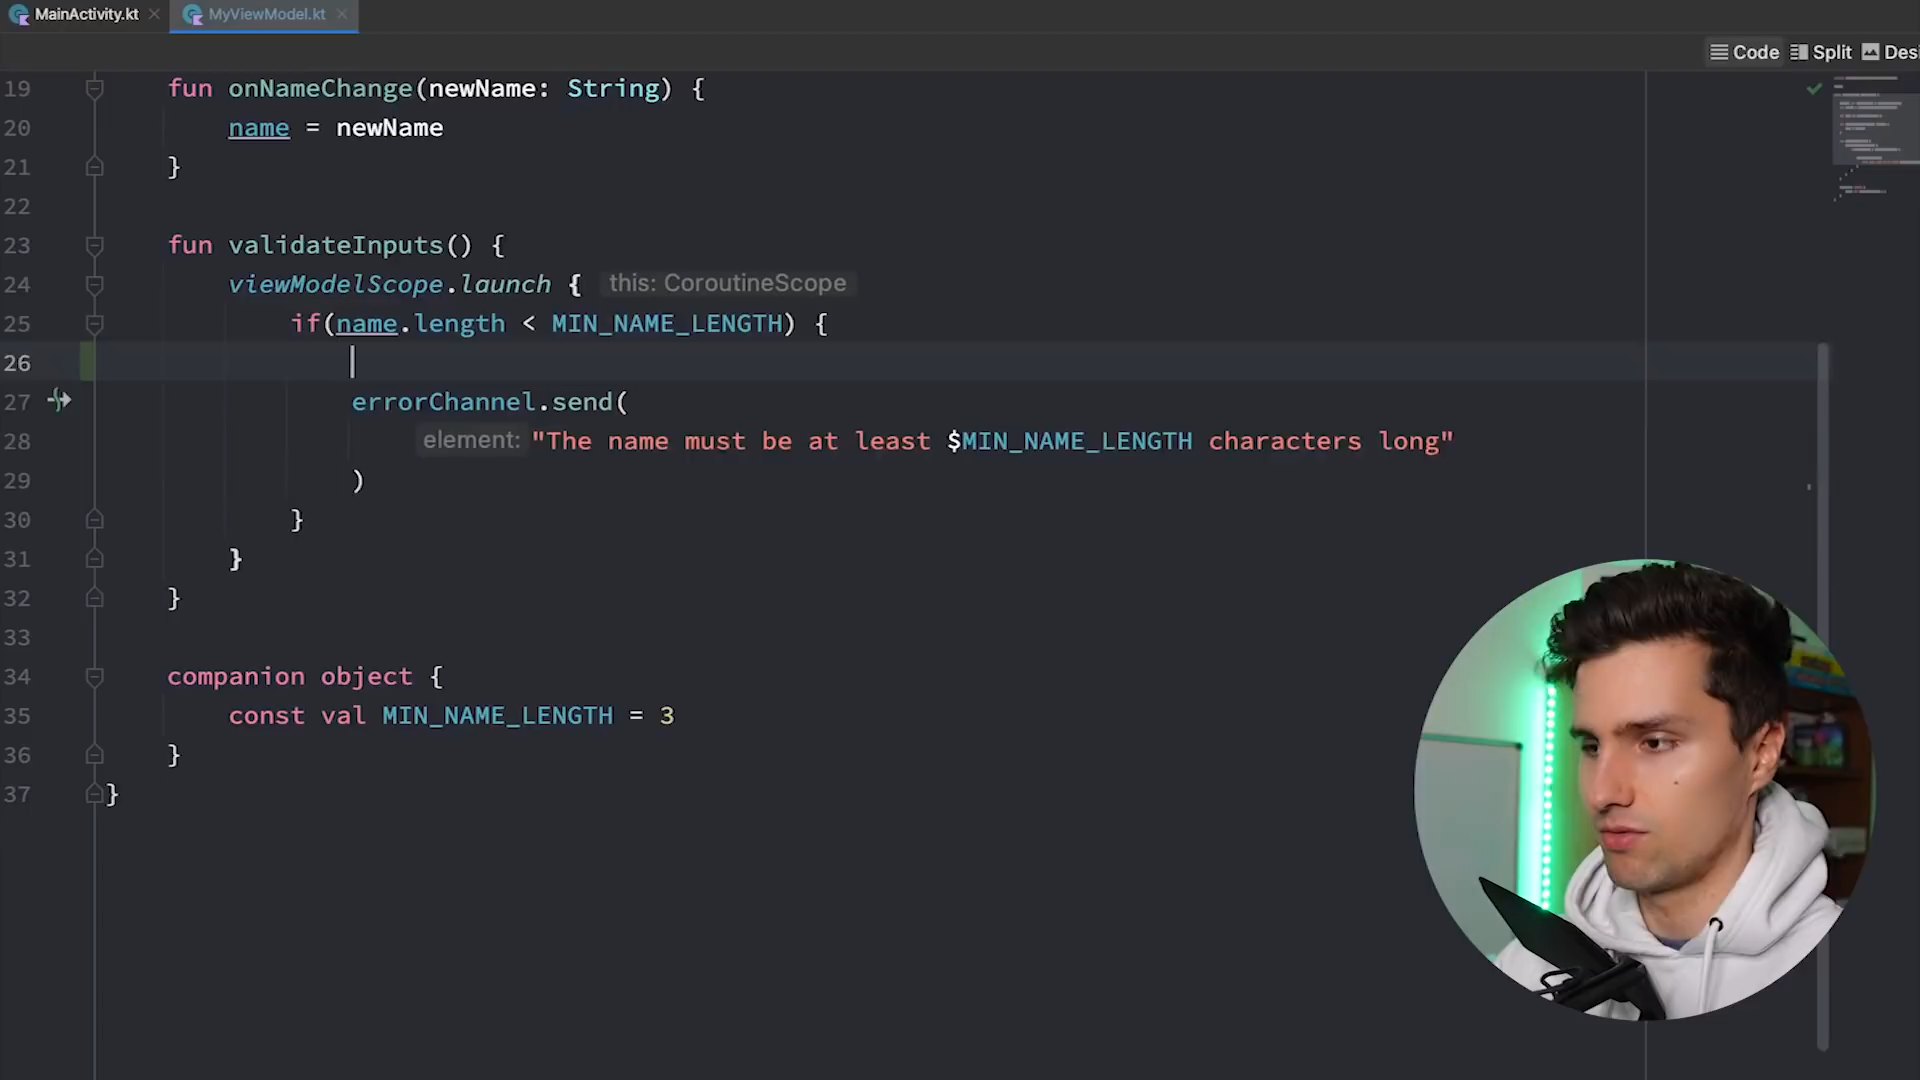 MainActivity.kt
MyViewModel.kt
Code
Split
Desi
19 fun onNameChange(newName: String) {
20 name = newName
21 }
22
23 fun validateInputs() {
24 viewModelScope.launch { this: CoroutineScope
25 if(name.length < MIN_NAME_LENGTH) {
26
27 errorChannel.send(
28 element: "The name must be at least $MIN_NAME_LENGTH characters long"
29 )
30 }
31 }
32 }
33
34 companion object {
35 const val MIN_NAME_LENGTH = 3
36 }
37 }